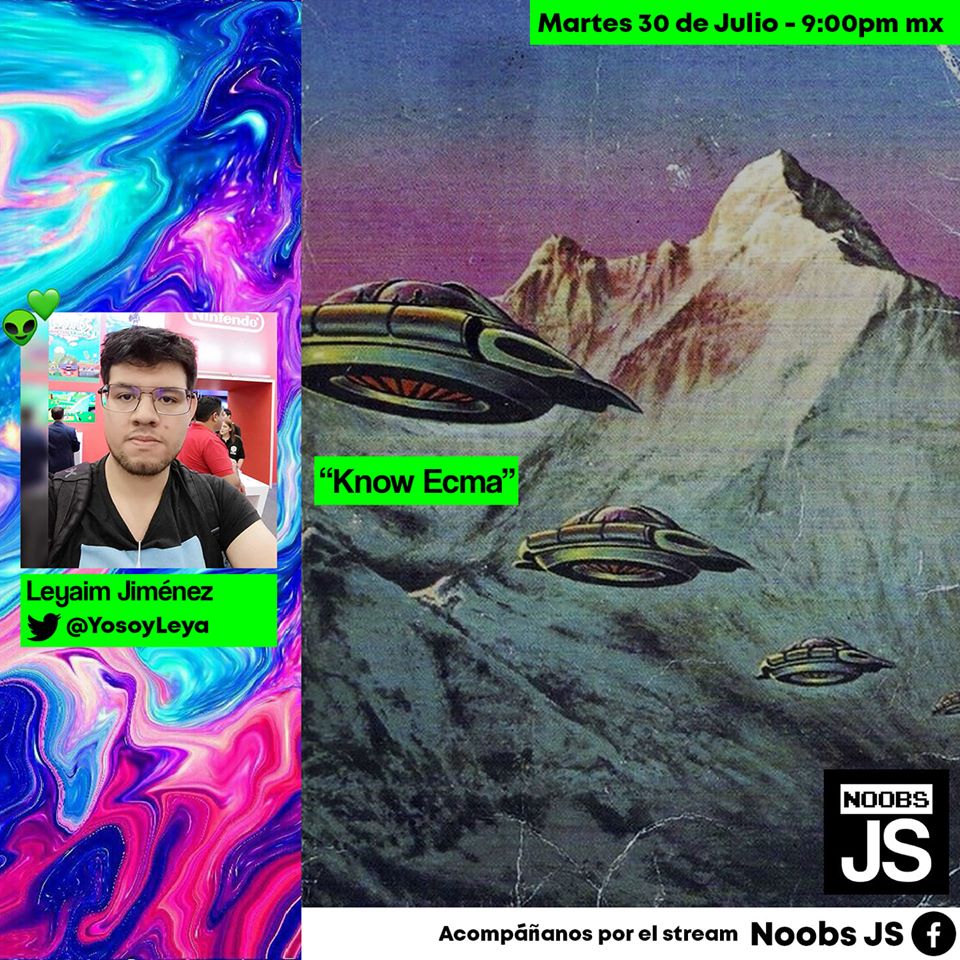 Martes 30 de Julio - 9:00pm mx
Nintendo
“Know Ecma”
Leyaim Jiménez
@YosoyLeya
NOOBS
JS
Acompáñanos por el stream Noobs JS